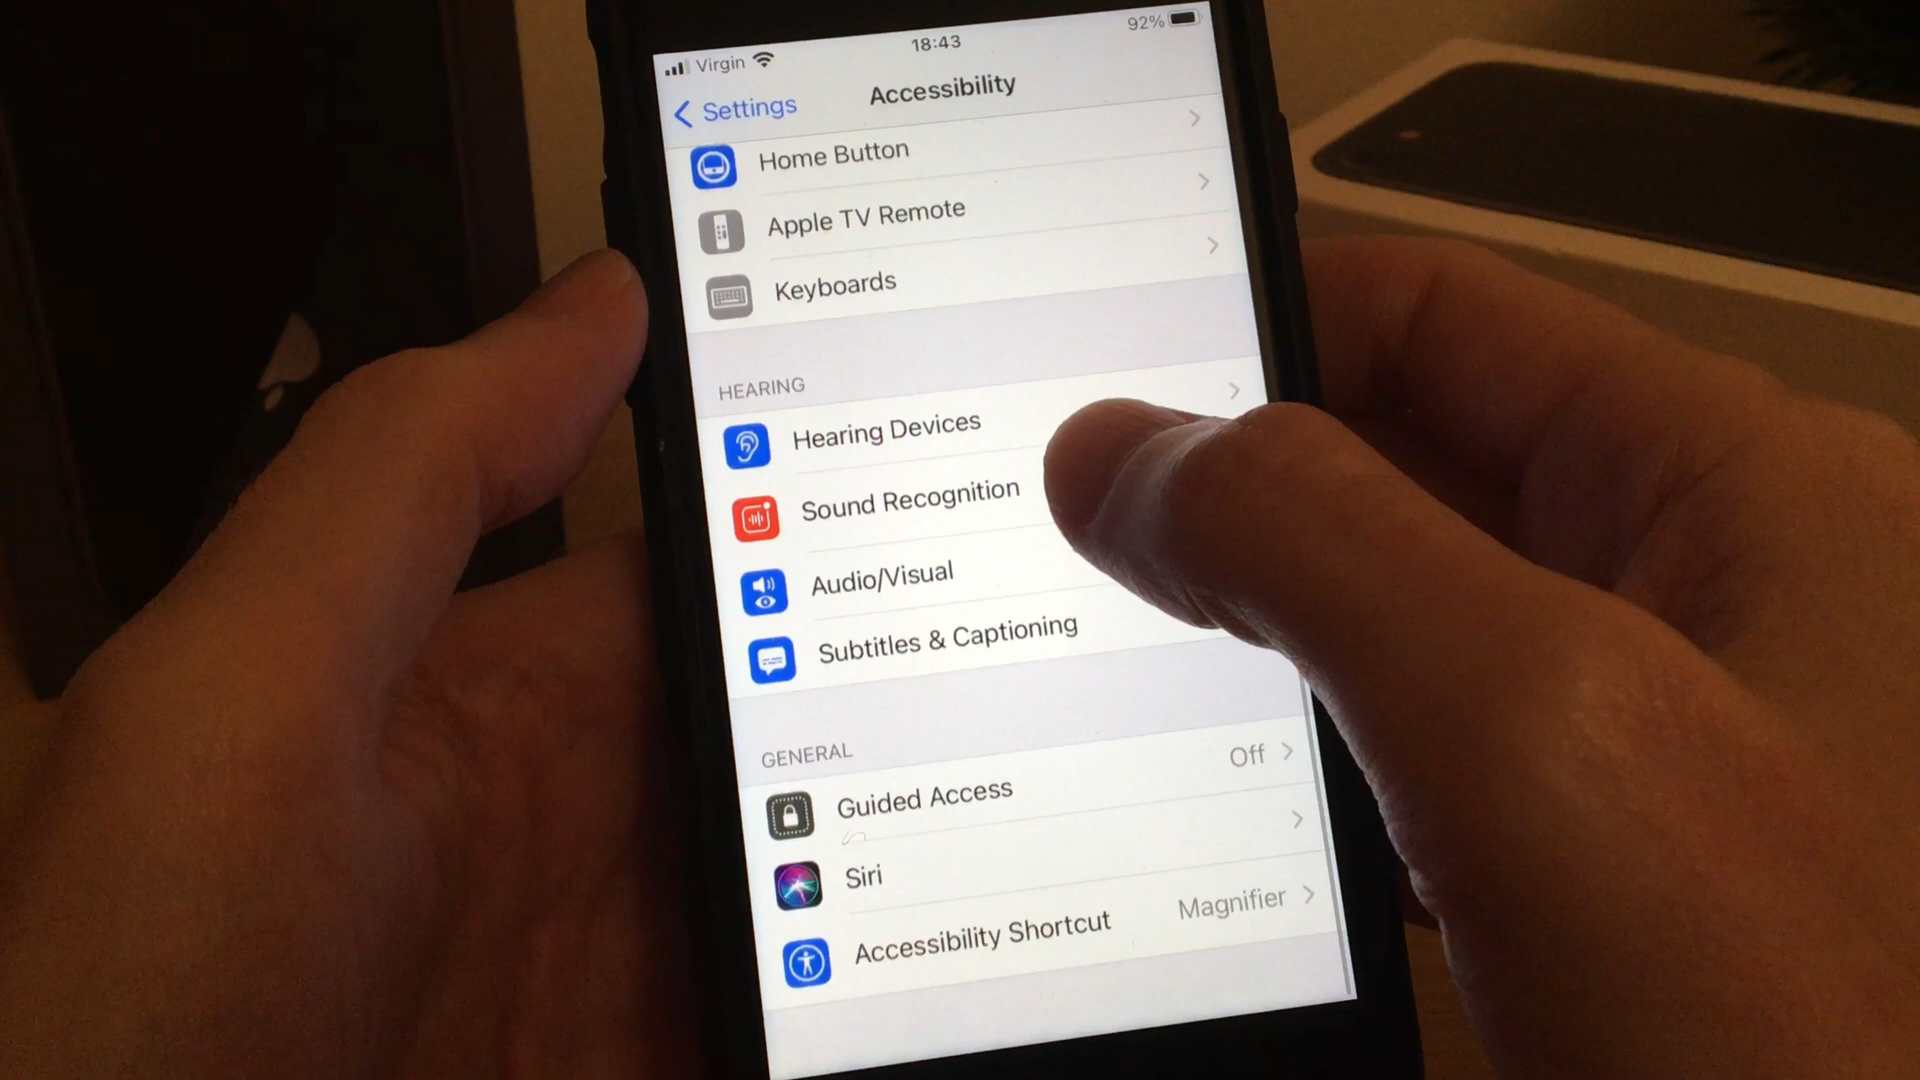 Virgin
18:43
92%
Settings
Accessibility
Home Button
Apple TV Remote
Keyboards
HEARING
Hearing Devices
Sound Recognition
Audio/Visual
Subtitles & Captioning
GENERAL
Guided Access Off
Siri
Accessibility Shortcut Magnifier